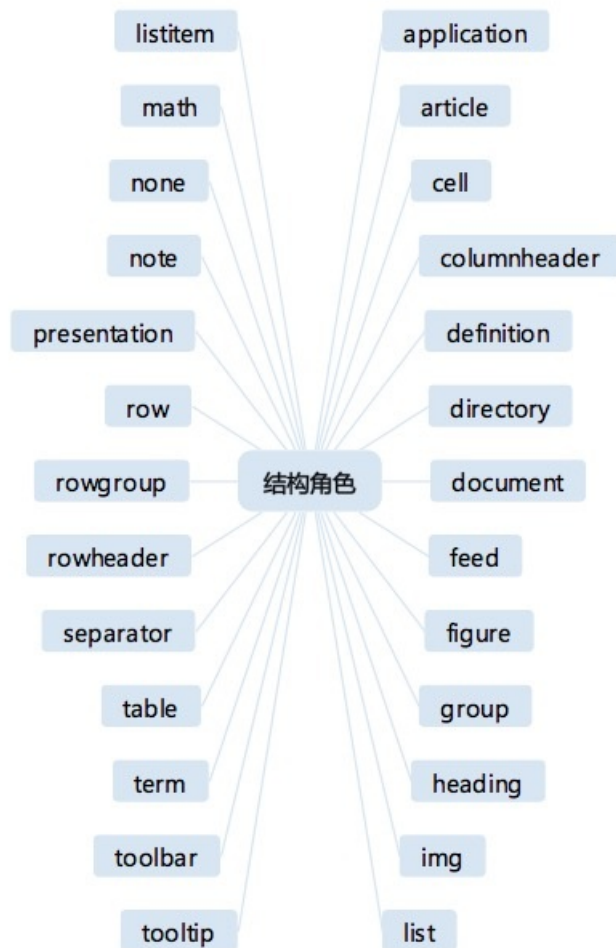 listitem
application
math
article
none
cell
note
columnheader
presentation
definition
row
directory
rowgroup
结构角色
document
rowheader
feed
separator
figure
table
group
term
heading
toolbar
img
tooltip
list